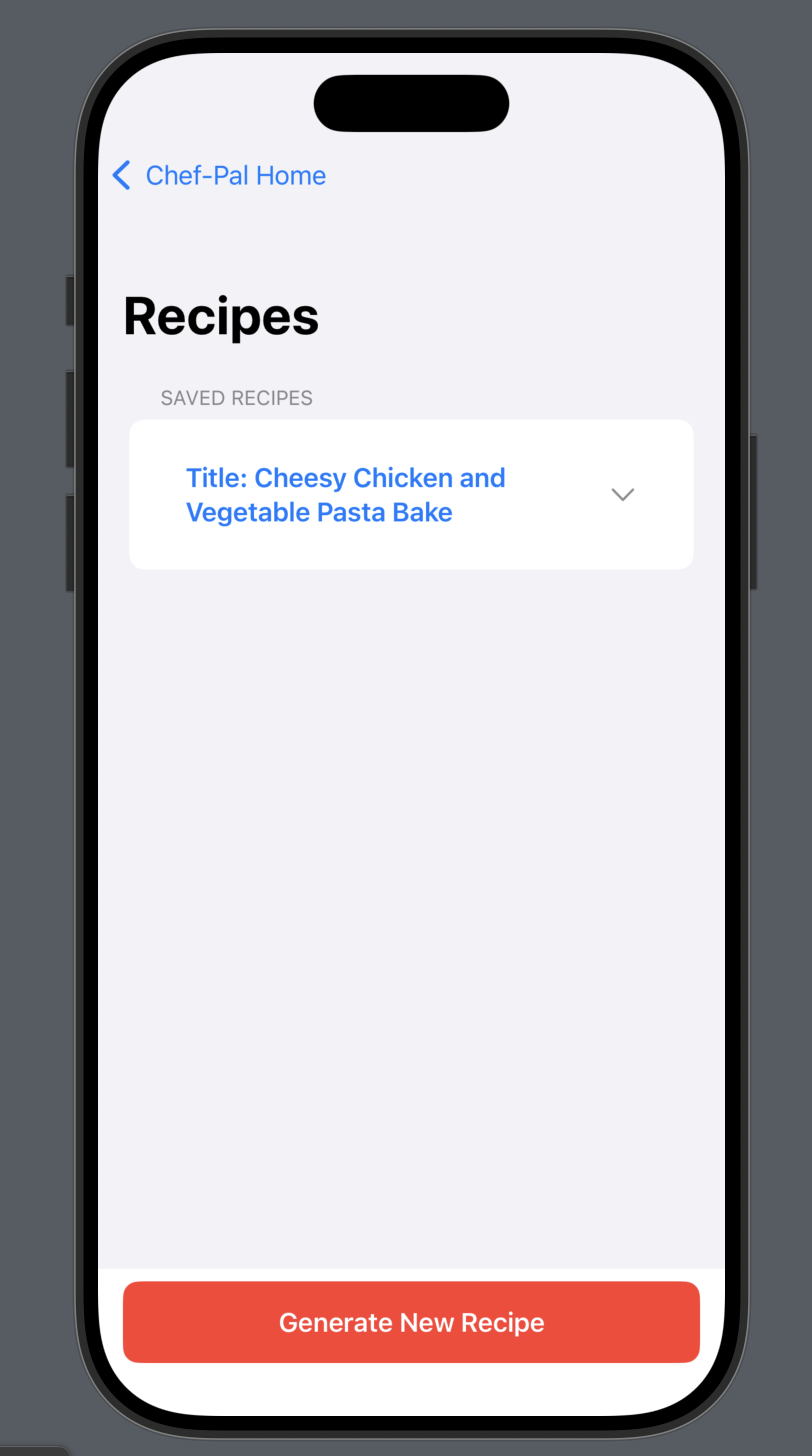 Chef-Pal Home
Recipes
SAVED RECIPES
Title: Cheesy Chicken and
Vegetable Pasta Bake
Generate New Recipe